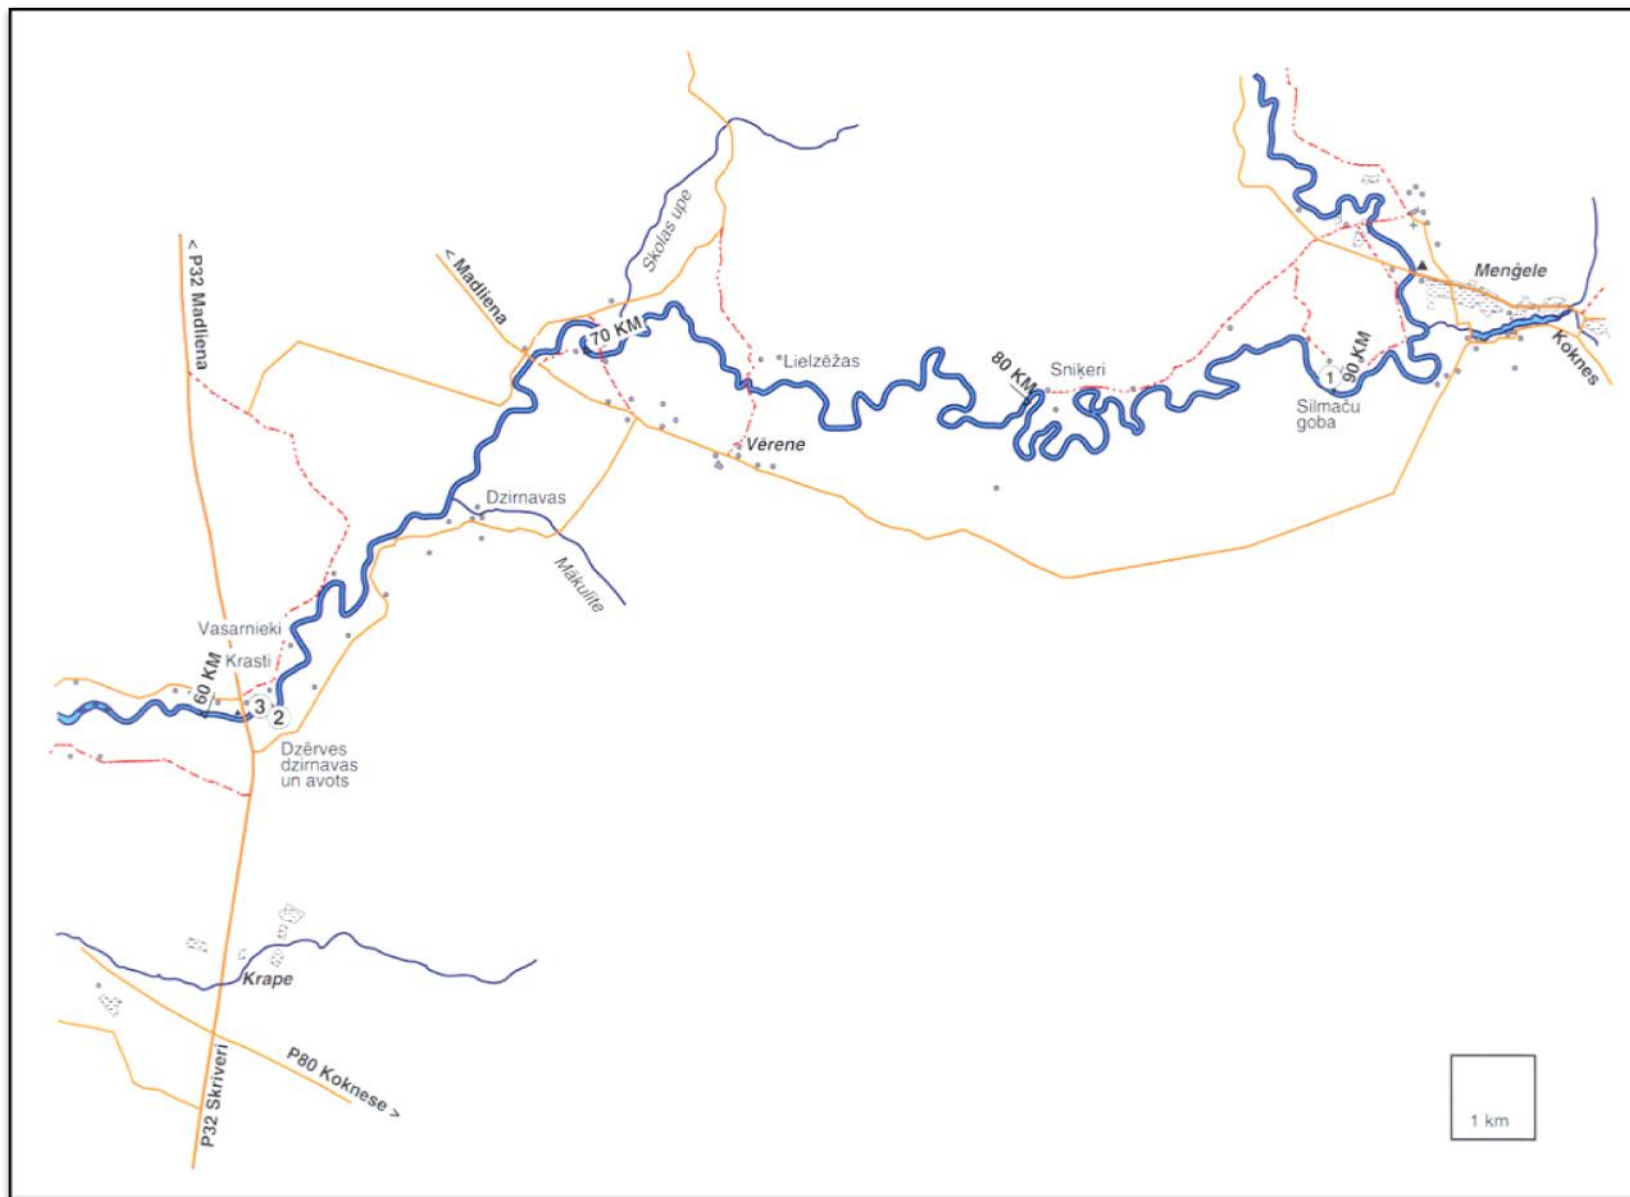 Skolas upe
< Madliena
< P32 Madliena
70 KM
Lielzēžas
80 KM
Sniķeri
90 KM
1
Silmaču
goba
Menģele
Koknes
Vērene
Dzirnavas
Mākulīte
Vasarnieki
Krasti
60 KM
3
2
Dzērves
dzirnavas
un avots
Krape
P80 Koknese >
P32 Skrīveri
1 km